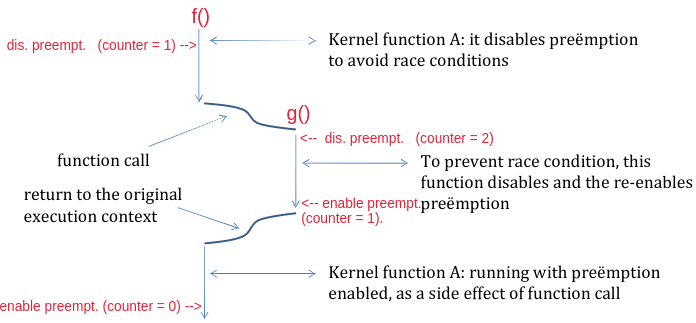 f()
dis. preempt. (counter = 1) -->
Kernel function A: it disables preëmption
to avoid race conditions
g()
<-- dis. preempt. (counter = 2)
function call
To prevent race condition, this
function disables and the re-enables
preëmption
return to the original
execution context
<-- enable preempt.
(counter = 1).
Kernel function A: running with preëmption
enabled, as a side effect of function call
enable preempt. (counter = 0) -->